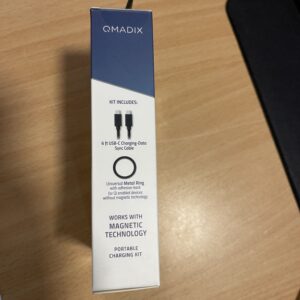 QMADIX
KIT INCLUDES:
6 ft USB-C Charging-Data
Sync Cable
Universal Metal Ring
with adhesive back
for Qi enabled devices
without magnetic technology
WORKS WITH
MAGNETIC
TECHNOLOGY
PORTABLE
CHARGING KIT